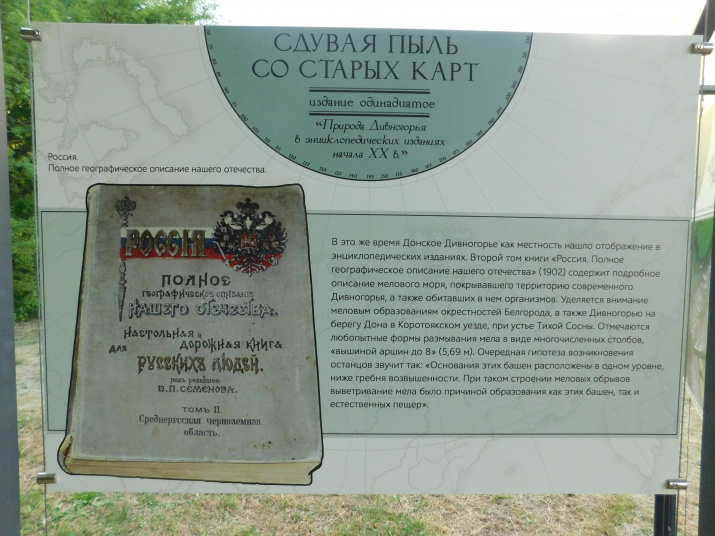 СДУВАЯ ПЫЛЬ
СО СТАРЫХ КАРТ
издание одиннадцатое
«Природа Дивногорья
в энциклопедических изданиях
начала XX в.»
Россия.
Полное географическое описание нашего отечества.
РОССІЯ
ПОЛНОЕ
ГЕОГРАФИЧЕСКОЕ ОПИСАНІЕ
НАШЕГО ОТЕЧЕСТВА.
НАСТОЛЬНАЯ и
ДОРОЖНАЯ КНИГА
для
РУССКИХЪ ЛЮДЕЙ.
подъ редакціею
В.П. СЕМЕНОВА.
ТОМЪ II.
Среднерусская черноземная
область.
В это же время Донское Дивногорье как местность нашло отображение в
энциклопедических изданиях. Второй том книги «Россия. Полное
географическое описание нашего отечества» (1902) содержит подробное
описание мелового моря, покрывавшего территорию современного
Дивногорья, а также обитавших в нем организмов. Уделяется внимание
меловым образованиям окрестностей Белгорода, а также Дивногорью на
берегу Дона в Коротоякском уезде, при устье Тихой Сосны. Отмечаются
любопытные формы размывания мела в виде многочисленных столбов,
«вышиной аршин до 8» (5,69 м). Очередная гипотеза возникновения
останцов звучит так: «Основания этих башен расположены в одном уровне,
ниже гребня возвышенности. При таком строении меловых обрывов
выветривание мела было причиной образования как этих башен, так и
естественных пещер».